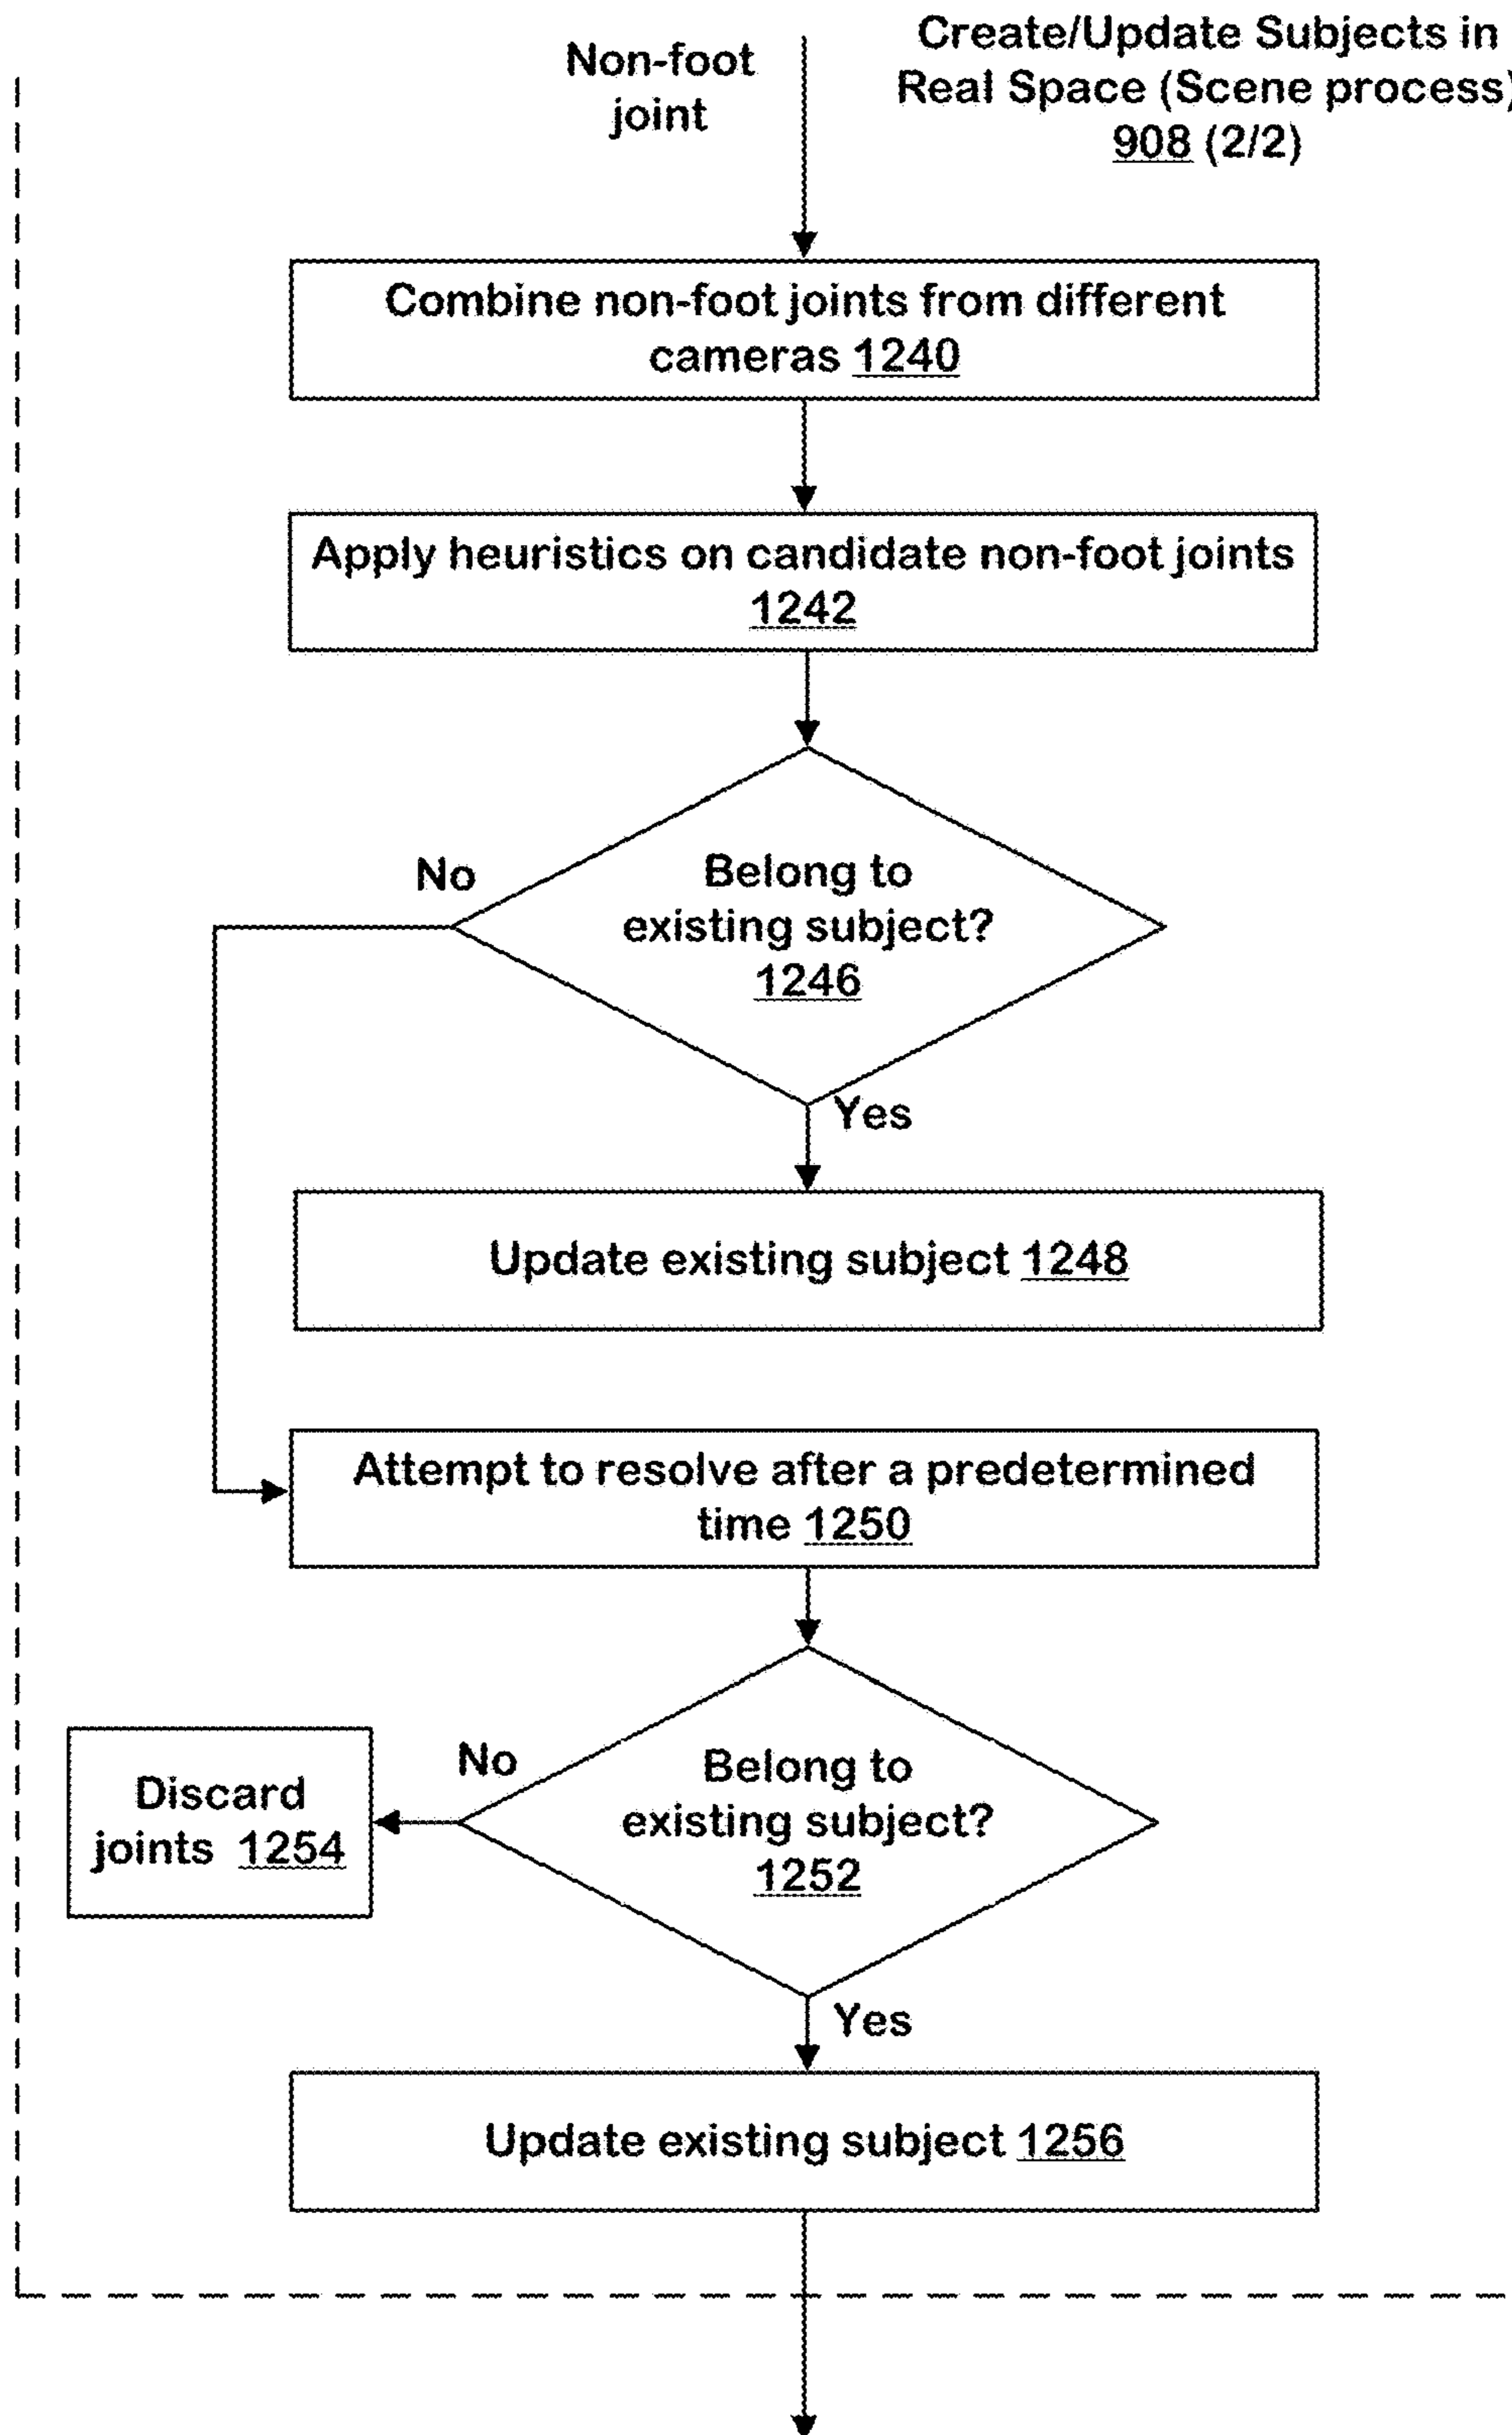 Non-foot
joint
Create/Update Subjects in
Real Space (Scene process)
908 (2/2)
Combine non-foot joints from different
cameras 1240
Apply heuristics on candidate non-foot joints
1242
No
Belong to
existing subject?
1246
Yes
Update existing subject 1248
Attempt to resolve after a predetermined
time 1250
No
Belong to
existing subject?
1252
Discard
joints 1254
Yes
Update existing subject 1256